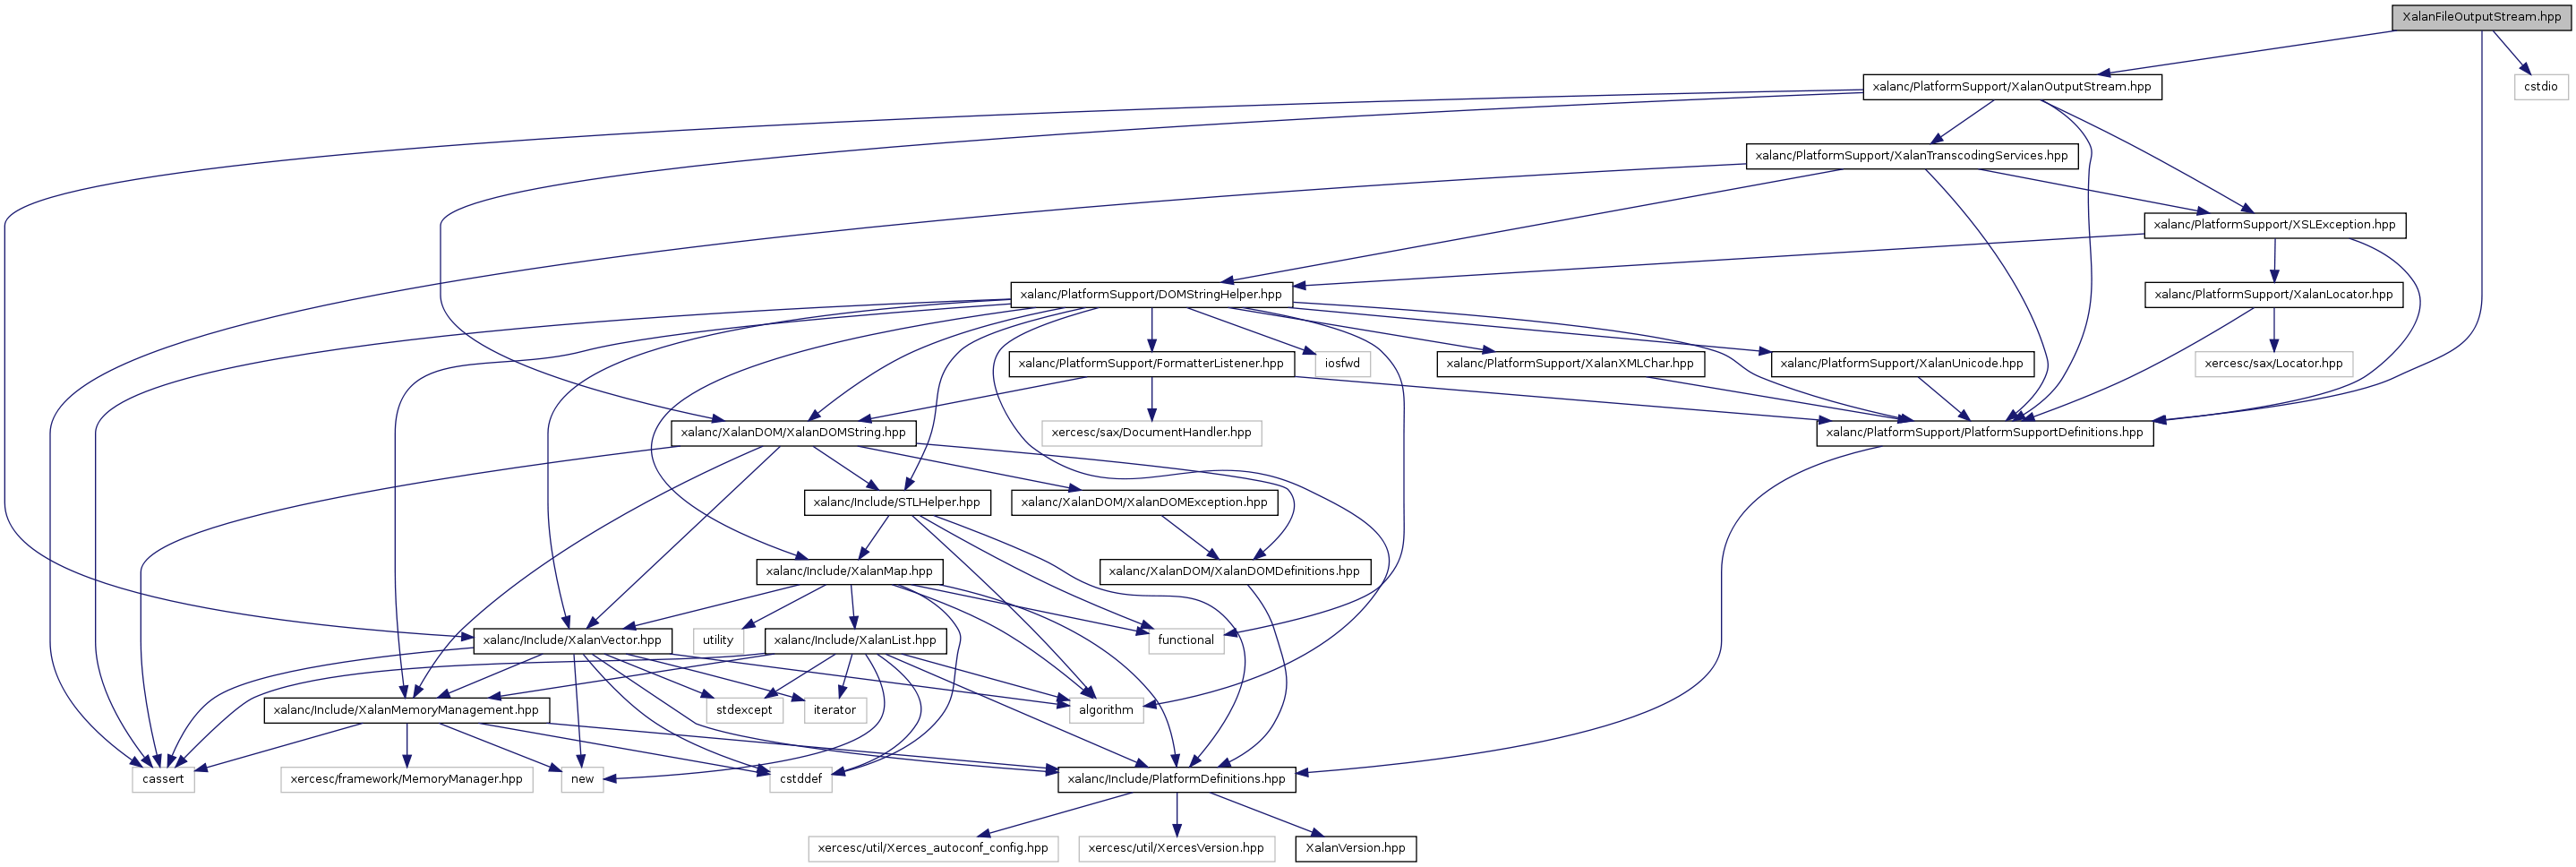 XalanFileOutputStream.hpp
xalanc/PlatformSupport/XalanOutputStream.hpp
cstdio
xalanc/PlatformSupport/XalanTranscodingServices.hpp
xalanc/PlatformSupport/XSLException.hpp
xalanc/PlatformSupport/DOMStringHelper.hpp
xalanc/PlatformSupport/XalanLocator.hpp
xalanc/PlatformSupport/FormatterListener.hpp
iosfwd
xalanc/PlatformSupport/XalanXMLChar.hpp
xalanc/PlatformSupport/XalanUnicode.hpp
xercesc/sax/Locator.hpp
xalanc/XalanDOM/XalanDOMString.hpp
xercesc/sax/DocumentHandler.hpp
xalanc/PlatformSupport/PlatformSupportDefinitions.hpp
xalanc/Include/STLHelper.hpp
xalanc/XalanDOM/XalanDOMException.hpp
xalanc/Include/XalanMap.hpp
xalanc/XalanDOM/XalanDOMDefinitions.hpp
xalanc/Include/XalanVector.hpp
utility
xalanc/Include/XalanList.hpp
functional
xalanc/Include/XalanMemoryManagement.hpp
stdexcept
iterator
algorithm
cassert
xercesc/framework/MemoryManager.hpp
new
cstddef
xalanc/Include/PlatformDefinitions.hpp
xercesc/util/Xerces_autoconf_config.hpp
xercesc/util/XercesVersion.hpp
XalanVersion.hpp